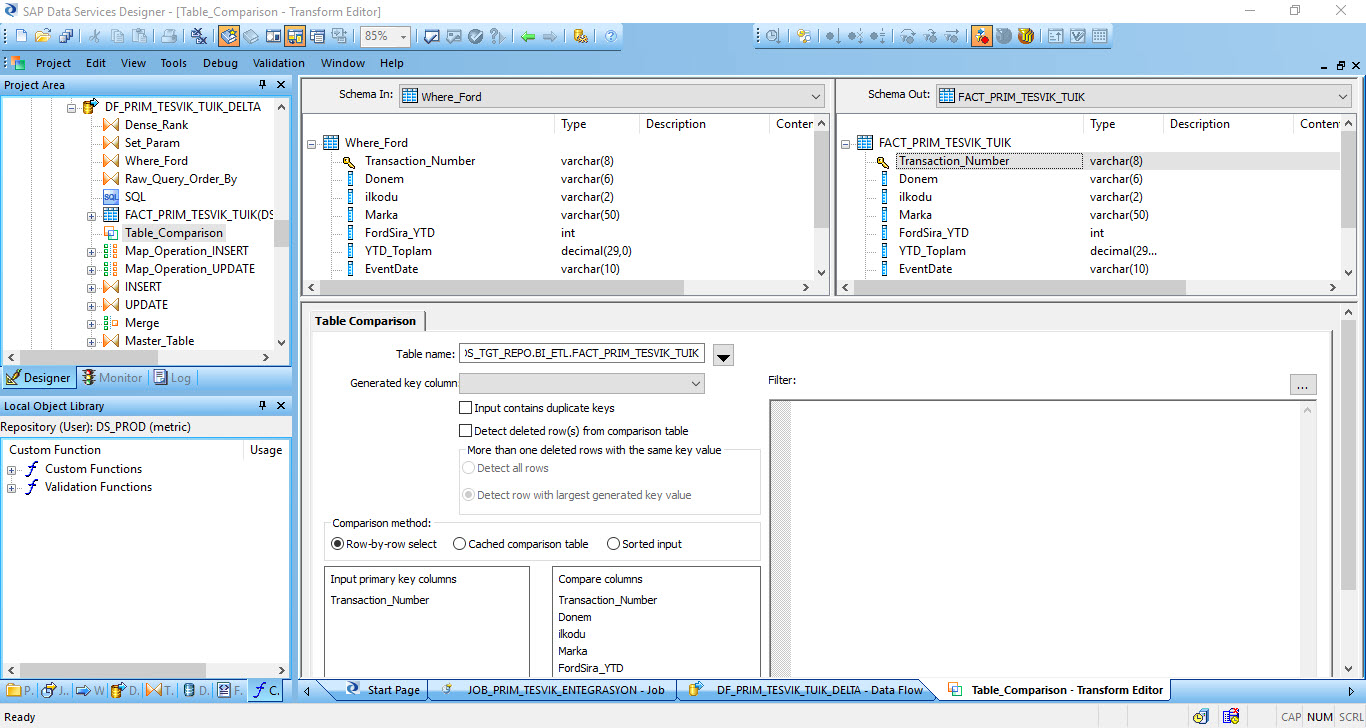 SAP Data Services Designer - [Table_Comparison - Transform Editor]
85%
Project Edit View Tools Debug Validation Window Help
Project Area
DF_PRIM_TESVIK_TUIK_DELTA
Dense_Rank
Set_Param
Where_Ford
Raw_Query_Order_By
SQL SQL
FACT_PRIM_TESVIK_TUIK(DS
Table_Comparison
Map_Operation_INSERT
Map_Operation_UPDATE
INSERT
UPDATE
Merge
Master_Table
Designer Monitor Log
Local Object Library
Repository (User): DS_PROD (metric)
Custom Function Usage
Custom Functions
Validation Functions
P. J.. W D. T. D. F. C.
Schema In: Where_Ford
Type Description Conter
Where_Ford
Transaction_Number varchar(8)
Donem varchar(6)
ilkodu varchar(2)
Marka varchar(50)
FordSira_YTD int
YTD_Toplam decimal(29,0)
EventDate varchar(10)
Schema Out: FACT_PRIM_TESVIK_TUIK
Type Description Conten
FACT_PRIM_TESVIK_TUIK
Transaction_Number varchar(8)
Donem varchar(6)
ilkodu varchar(2)
Marka varchar(50)
FordSira_YTD int
YTD_Toplam decimal(29...
EventDate varchar(10)
Table Comparison
Table name: DS_TGT_REPO.BI_ETL.FACT_PRIM_TESVIK_TUIK
Generated key column
Filter:
...
Input contains duplicate keys
Detect deleted row(s) from comparison table
More than one deleted rows with the same key value
Detect all rows
Detect row with largest generated key value
Comparison method:
Row-by-row select Cached comparison table Sorted input
Input primary key columns
Transaction_Number
Compare columns
Transaction_Number
Donem
ilkodu
Marka
FordSira_YTD
Start Page JOB_PRIM_TESVIK_ENTEGRASYON - Job DF_PRIM_TESVIK_TUIK_DELTA - Data Flow Table_Comparison - Transform Editor
Ready CAP NUM SCRL